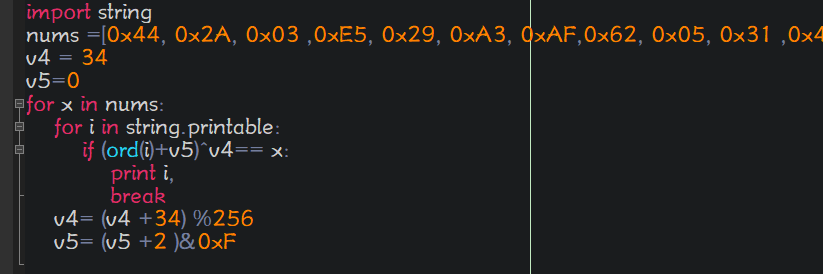 import string
nums =[0x44, 0x2A, 0x03 ,0xE5, 0x29, 0xA3, 0xAF,0x62, 0x05, 0x31 ,0x4
v4 = 34
v5=0
for x in nums:
    for i in string.printable:
        if (ord(i)+v5)^v4== x:
            print i,
            break
    v4= (v4 +34) %256
    v5= (v5 +2 )&0xF